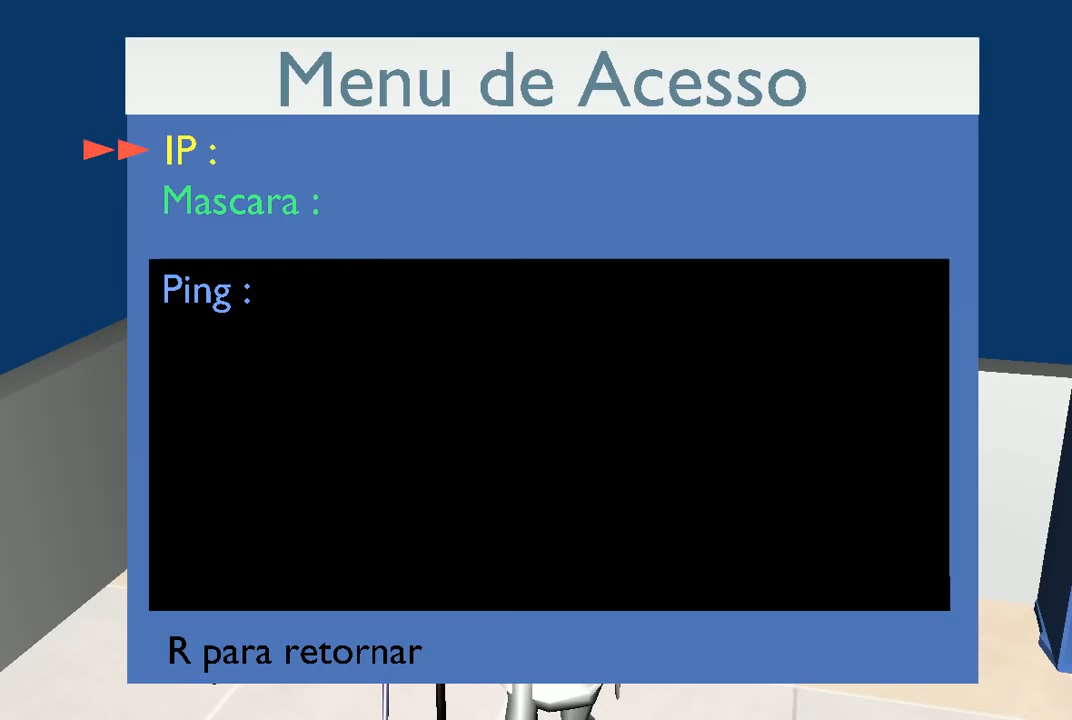 Menu de Acesso
IP :
Mascara :
Ping :
R para retornar